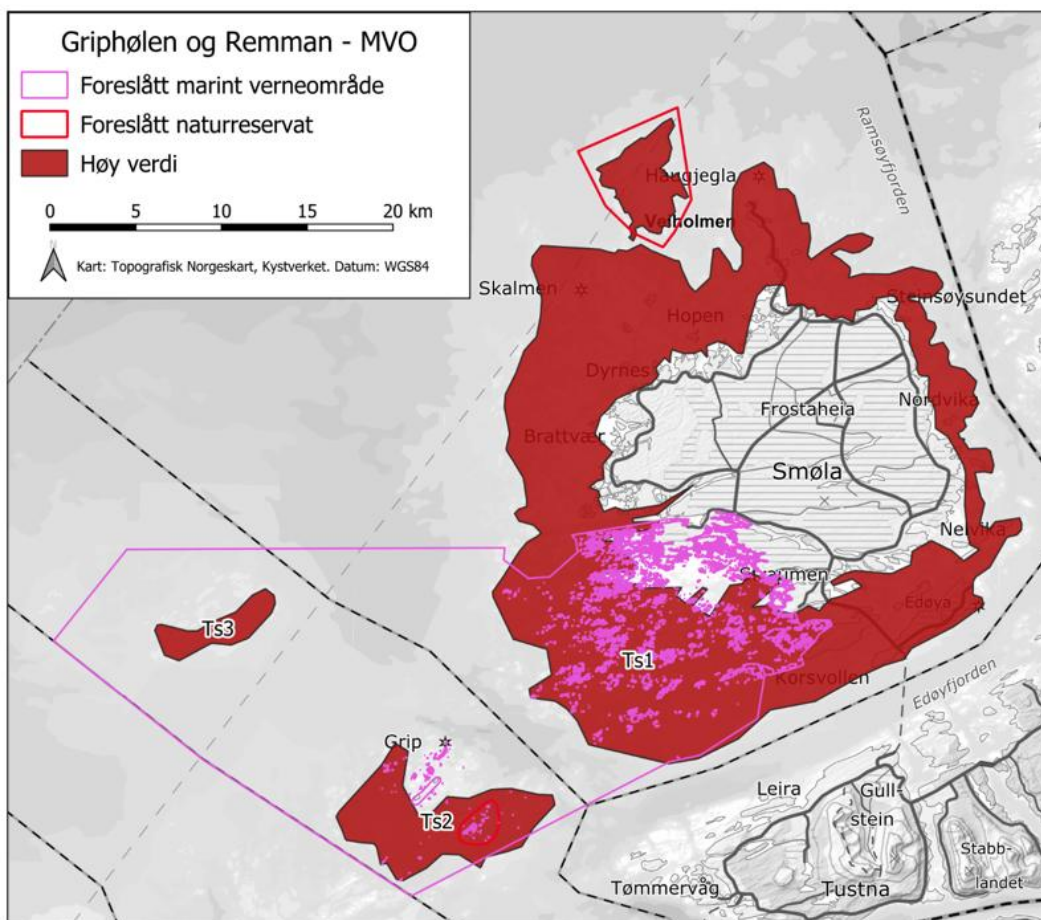 Griphølen og Remman - MVO
Foreslått marint verneområde
Foreslått naturreservat
Høy verdi
0 5 10 15 20 km
N
Kart: Topografisk Norgeskart, Kystverket. Datum: WGS84
Ramsøyfjorden
Haugjegla
Veiholmen
Skalmen
Steinsøysundet
Hopen
Dyrnes
Nordvika
Frostaheia
Brattvær
Smøla
Nelvika
Straumen
Edøya
Ts3
Ts1
Korsvollen
Edøyfjorden
Grip
Leira
Gull-
stein
Ts2
Stabb-
landet
Tømmervåg
Tustna